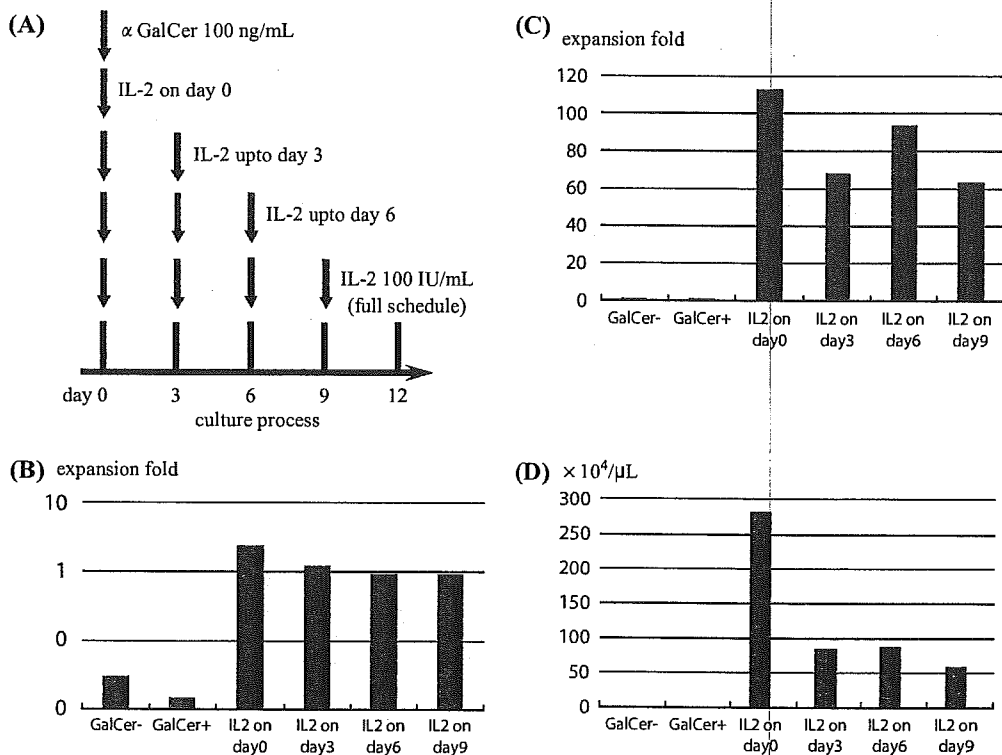 (A)
α GalCer 100 ng/mL
IL-2 on day 0
IL-2 upto day 3
IL-2 upto day 6
IL-2 100 IU/mL
(full schedule)
day 0 3 6 9 12
culture process
(B) expansion fold
10
1
0
0
GalCer- GalCer+ IL2 on IL2 on IL2 on IL2 on
day0 day3 day6 day9
(C) expansion fold
120
100
80
60
40
20
0
GalCer- GalCer+ IL2 on IL2 on IL2 on IL2 on
day0 day3 day6 day9
(D) × 10⁴/μL
300
250
200
150
100
50
0
GalCer- GalCer+ IL2 on IL2 on IL2 on IL2 on
day0 day3 day6 day9